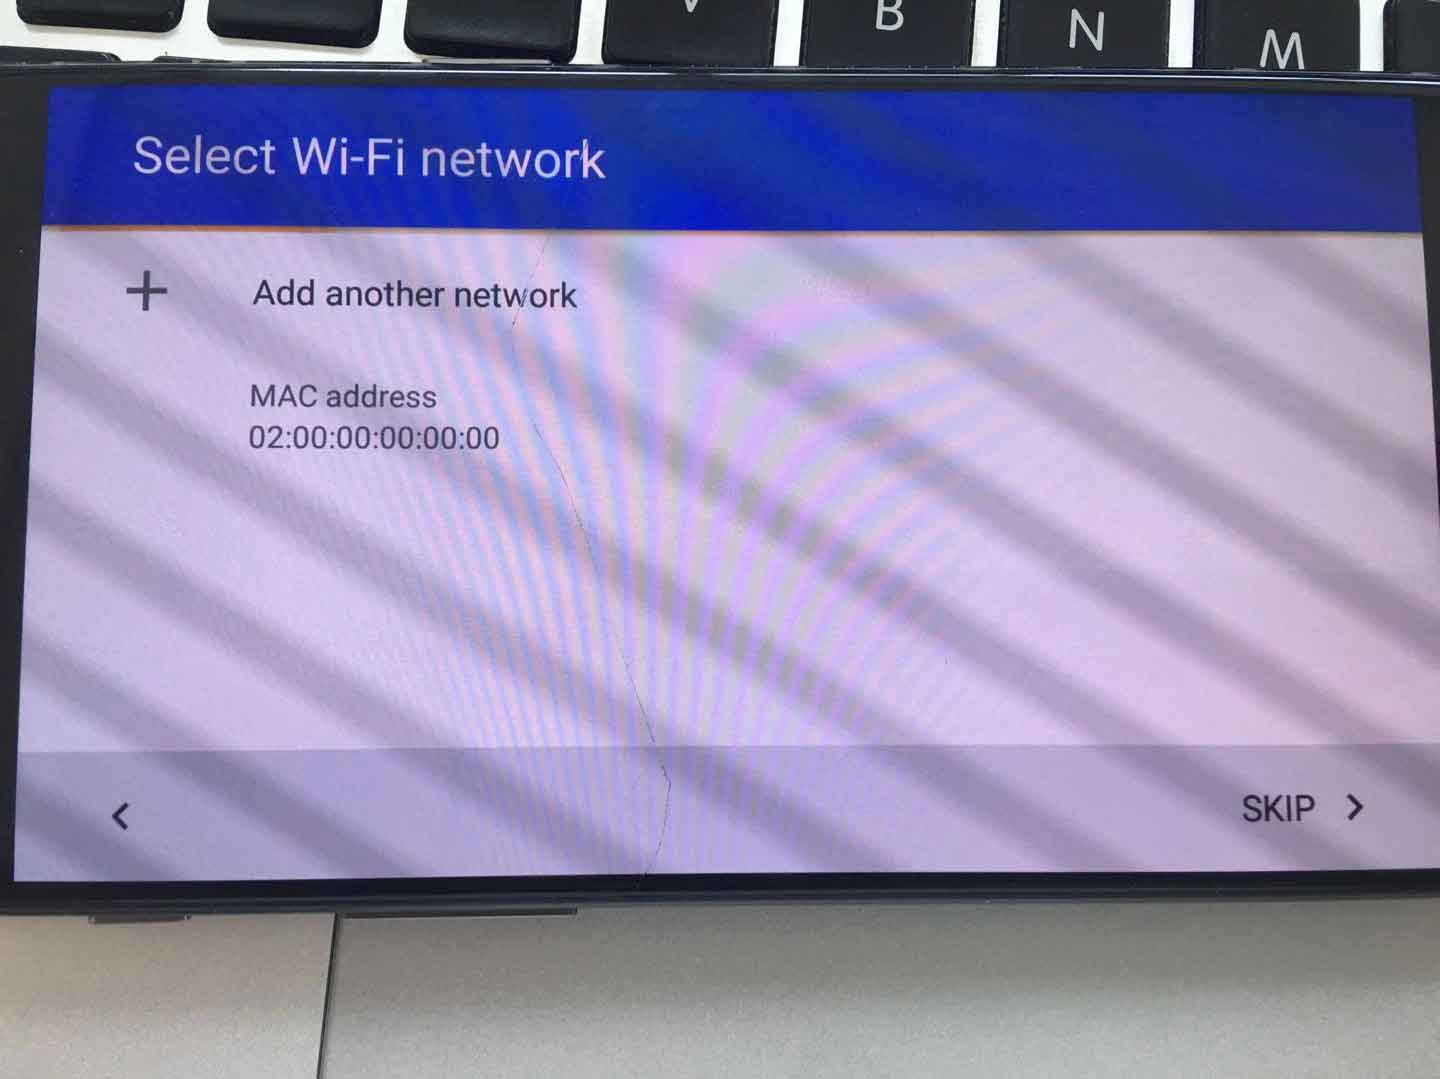 V B N M
Select Wi-Fi network
Add another network
MAC address
02:00:00:00:00:00
SKIP